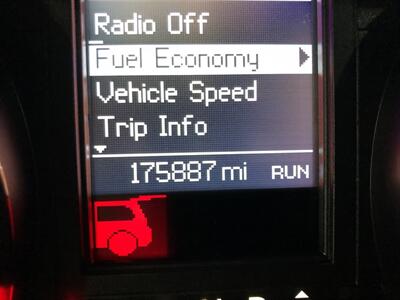 Radio Off
Fuel Economy
Vehicle Speed
Trip Info
175887 mi RUN